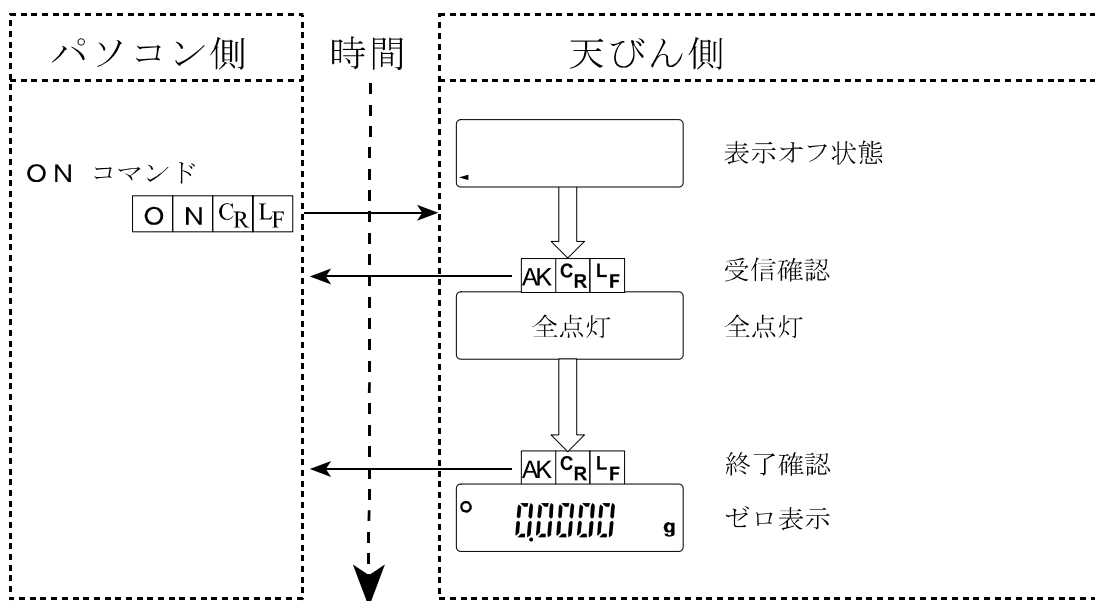 パソコン側
時間
天びん側
表示オフ状態
ON コマンド
O N CR LF
AK CR LF
受信確認
全点灯
全点灯
AK CR LF
終了確認
0.0000 g
ゼロ表示